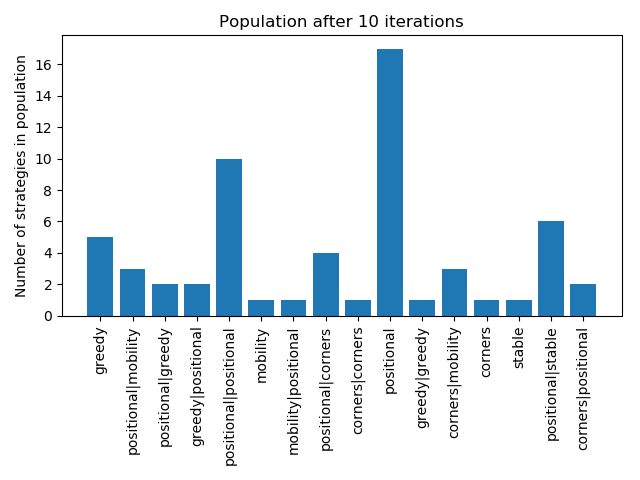 Population after 10 iterations
Number of strategies in population
16
14
12
10
8
6
4
2
0
greedy
positional|mobility
positional|greedy
greedy|positional
positional|positional
mobility
mobility|positional
positional|corners
corners|corners
positional
greedy|greedy
corners|mobility
corners
stable
positional|stable
corners|positional